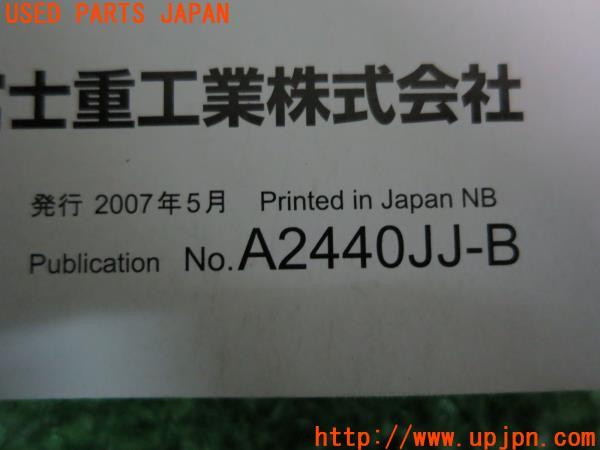 USED PARTS JAPAN
士重工業株式会社
発行 2007年5月 Printed in Japan NB
Publication No. A2440JJ-B
http://www.upjpn.com